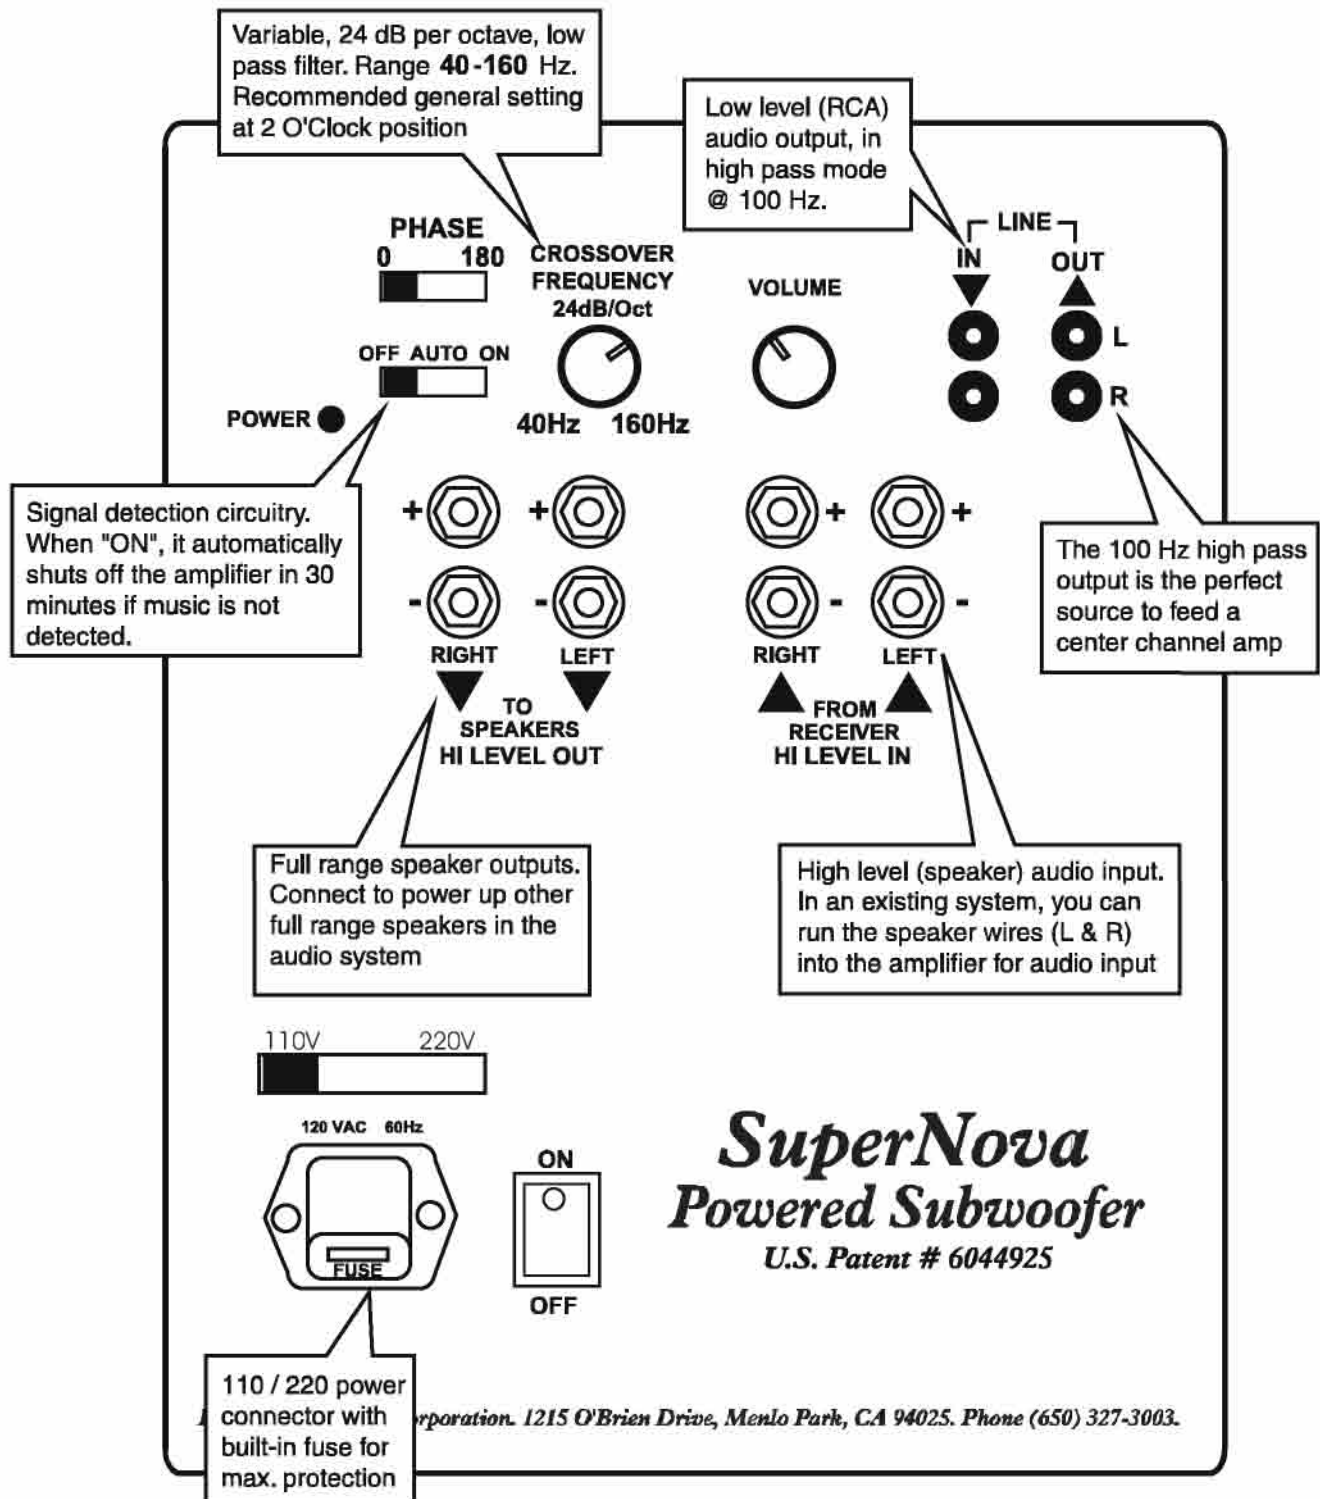 Variable, 24 dB per octave, low
pass filter. Range 40-160 Hz.
Recommended general setting
at 2 O'Clock position
Low level (RCA)
audio output, in
high pass mode
@ 100 Hz.
PHASE
0 180
CROSSOVER
FREQUENCY
24dB/Oct
40Hz 160Hz
VOLUME
LINE
IN
OUT
L
R
OFF AUTO ON
POWER
Signal detection circuitry.
When "ON", it automatically
shuts off the amplifier in 30
minutes if music is not
detected.
+ +
- -
RIGHT LEFT
TO
SPEAKERS
HI LEVEL OUT
+ +
- -
RIGHT LEFT
FROM
RECEIVER
HI LEVEL IN
The 100 Hz high pass
output is the perfect
source to feed a
center channel amp
Full range speaker outputs.
Connect to power up other
full range speakers in the
audio system
High level (speaker) audio input.
In an existing system, you can
run the speaker wires (L & R)
into the amplifier for audio input
110V 220V
120 VAC 60Hz
FUSE
ON
OFF
SuperNova
Powered Subwoofer
U.S. Patent # 6044925
110 / 220 power
connector with
built-in fuse for
max. protection
1215 O'Brien Drive, Menlo Park, CA 94025. Phone (650) 327-3003.